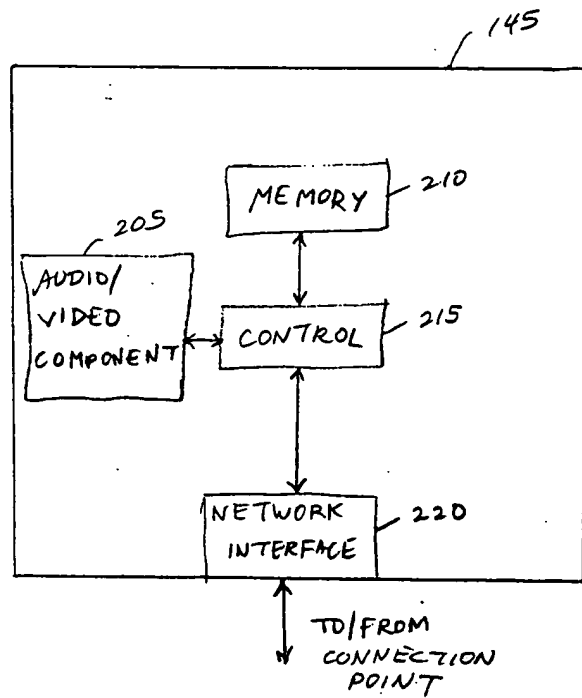 145
MEMORY
210
205
AUDIO/
VIDEO
COMPONENT
CONTROL
215
NETWORK
INTERFACE
220
TO/FROM
CONNECTION
POINT